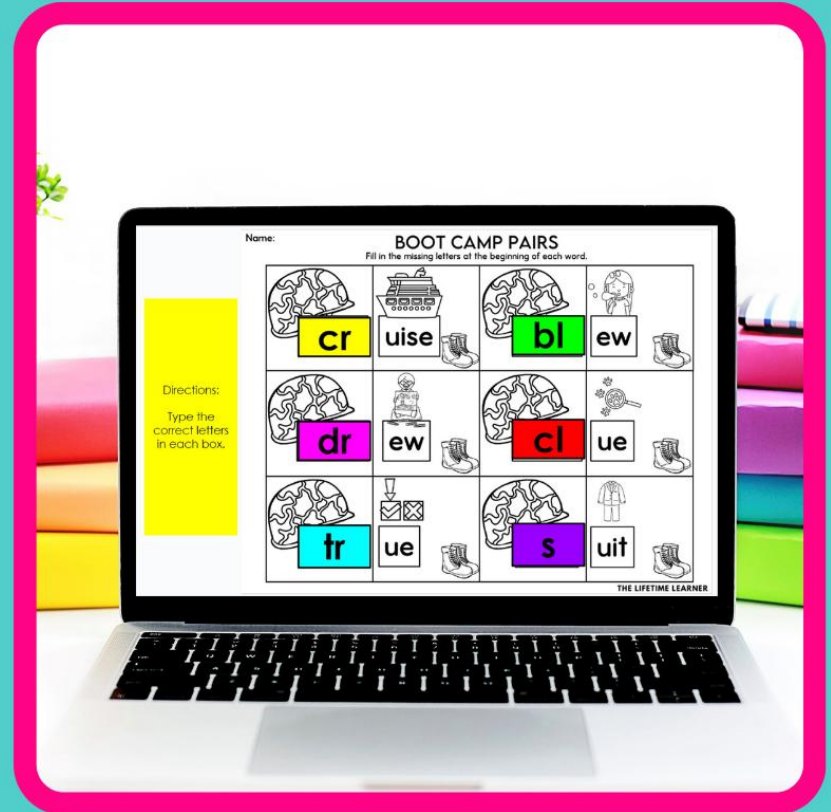 Name:
BOOT CAMP PAIRS
Fill in the missing letters at the beginning of each word.
Directions:
Type the
correct letters
in each box.
cr uise bl ew
dr ew cl ue
tr ue s uit
THE LIFETIME LEARNER